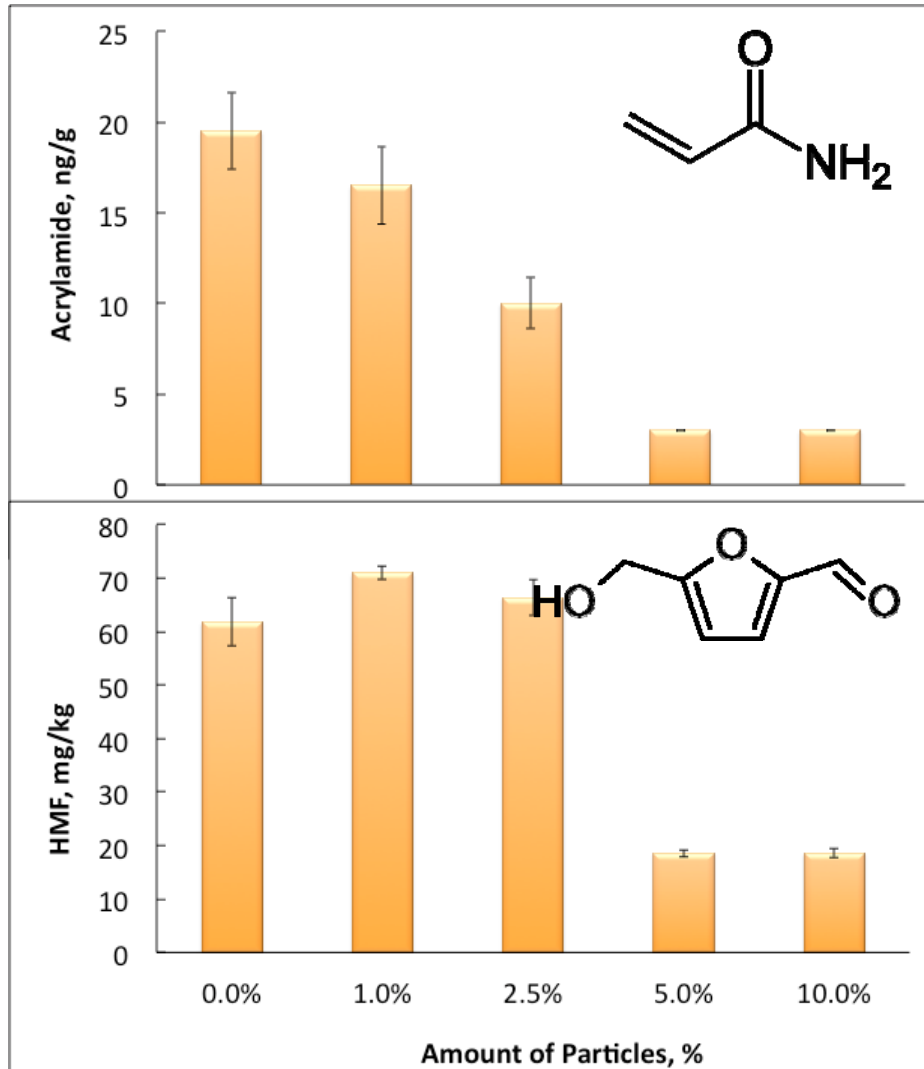 25
20
15
10
5
0
Acrylamide, ng/g
O
NH2
80
70
60
50
40
30
20
10
0
HMF, mg/kg
O
HO
O
0.0% 1.0% 2.5% 5.0% 10.0%
Amount of Particles, %